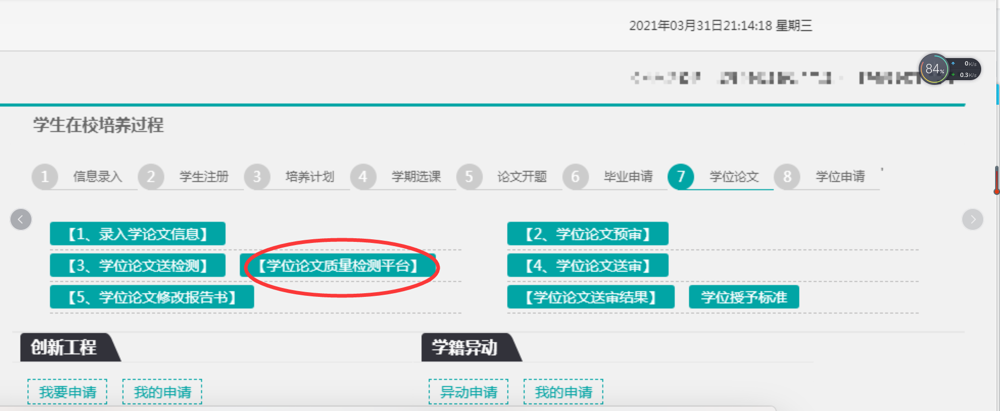 2021年03月31日21:14:18 星期三
84% 0K/s
0.3K/s
学生在校培养过程
1 信息录入 2 学生注册 3 培养计划 4 学期选课 5 论文开题 6 毕业申请 7 学位论文 8 学位申请
【1、录入学论文信息】 【2、学位论文预审】
【3、学位论文送检测】 【学位论文质量检测平台】 【4、学位论文送审】
【5、学位论文修改报告书】 【学位论文送审结果】 学位授予标准
创新工程 学籍异动
我要申请 我的申请 异动申请 我的申请